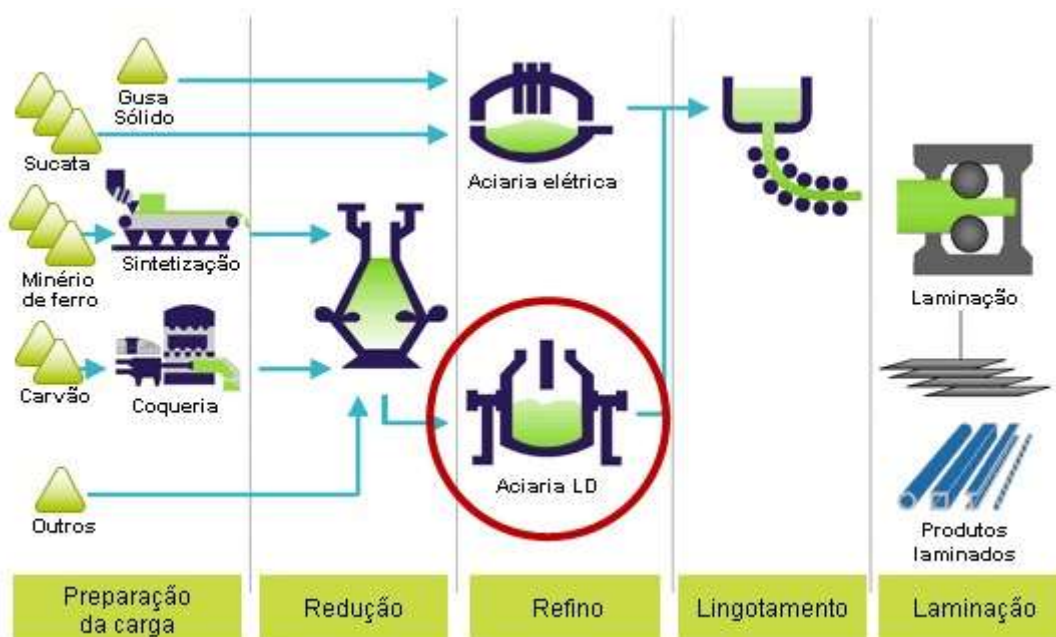 Gusa
Sólido
Sucata
Minério
de ferro
Sintetização
Carvão
Coqueria
Outros
Aciaria elétrica
Aciaria LD
Laminação
Produtos
laminados
Preparação
da carga
Redução
Refino
Lingotamento
Laminação